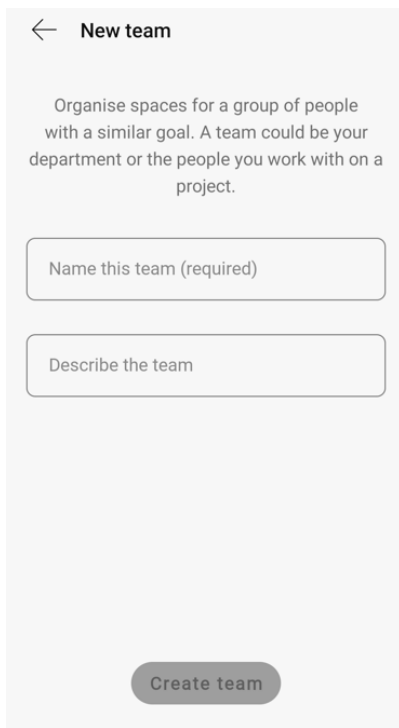 New team
Organise spaces for a group of people
with a similar goal. A team could be your
department or the people you work with on a
project.
Name this team (required)
Describe the team
Create team